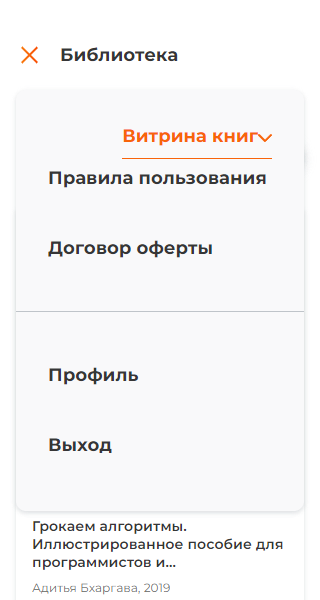 Библиотека
Витрина книг
Правила пользования
Договор оферты
Профиль
Выход
Грокаем алгоритмы.
Иллюстрированное пособие для
программистов и...
Адитья Бхаргава, 2019